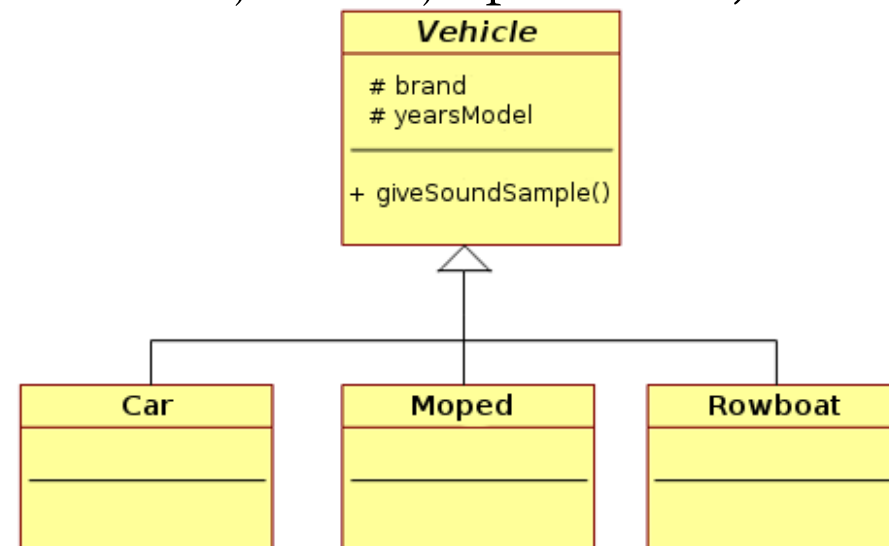 Vehicle
# brand
# yearsModel
+ giveSoundSample()
Car
Moped
Rowboat